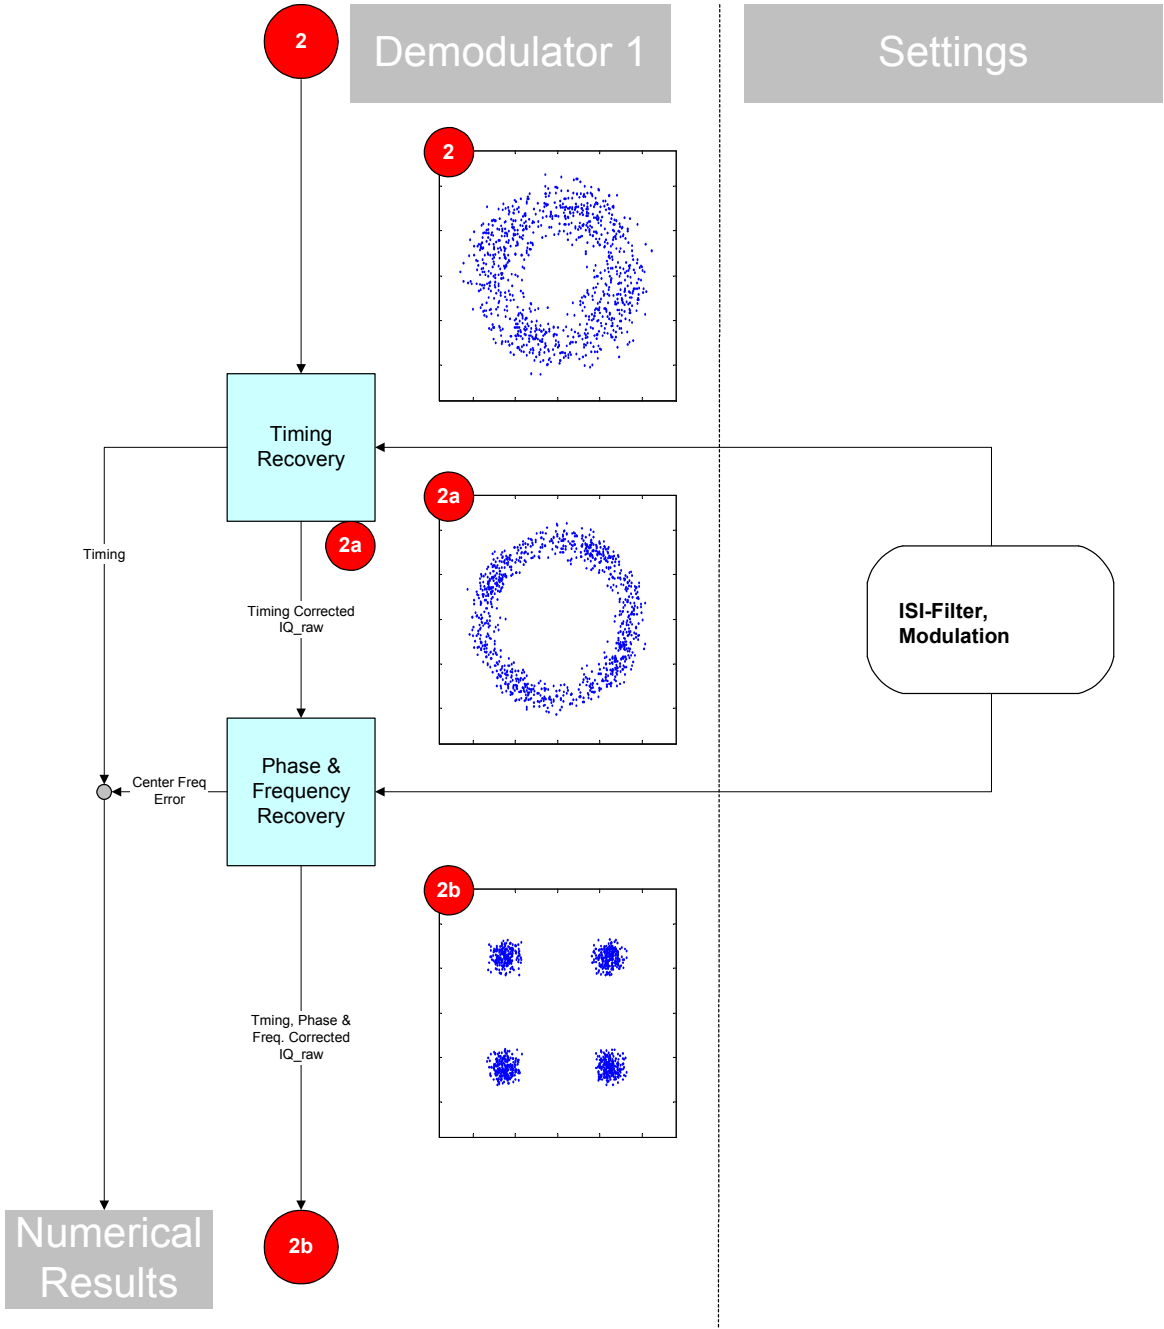 2
Demodulator 1
Settings
2
Timing
Recovery
2a
2a
Timing
Timing Corrected
IQ_raw
ISI-Filter,
Modulation
Phase &
Frequency
Recovery
Center Freq
Error
2b
Tming, Phase &
Freq. Corrected
IQ_raw
Numerical
Results
2b